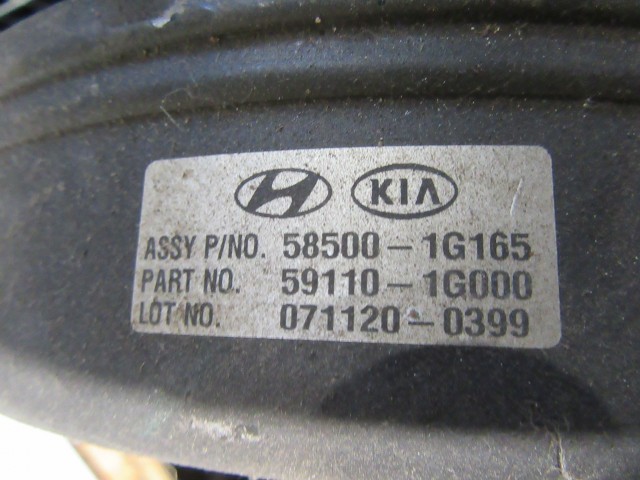 KIA
ASSY P/NO. 58500-1G165
PART NO. 59110-1G000
LOT NO. 071120-0399